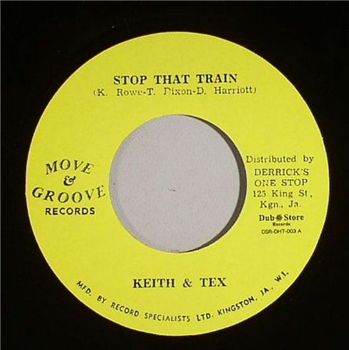 STOP THAT TRAIN
(K. Rowe-T. Dixon-D. Harriott)
MOVE
&
GROOVE
RECORDS
Distributed by
DERRICK'S
ONE STOP
125 King St,
Kgn., Ja.
Dub Store
Records
DSR-DH7-003 A
KEITH & TEX
MFD. BY RECORD SPECIALISTS LTD. KINGSTON, JA., W.I.